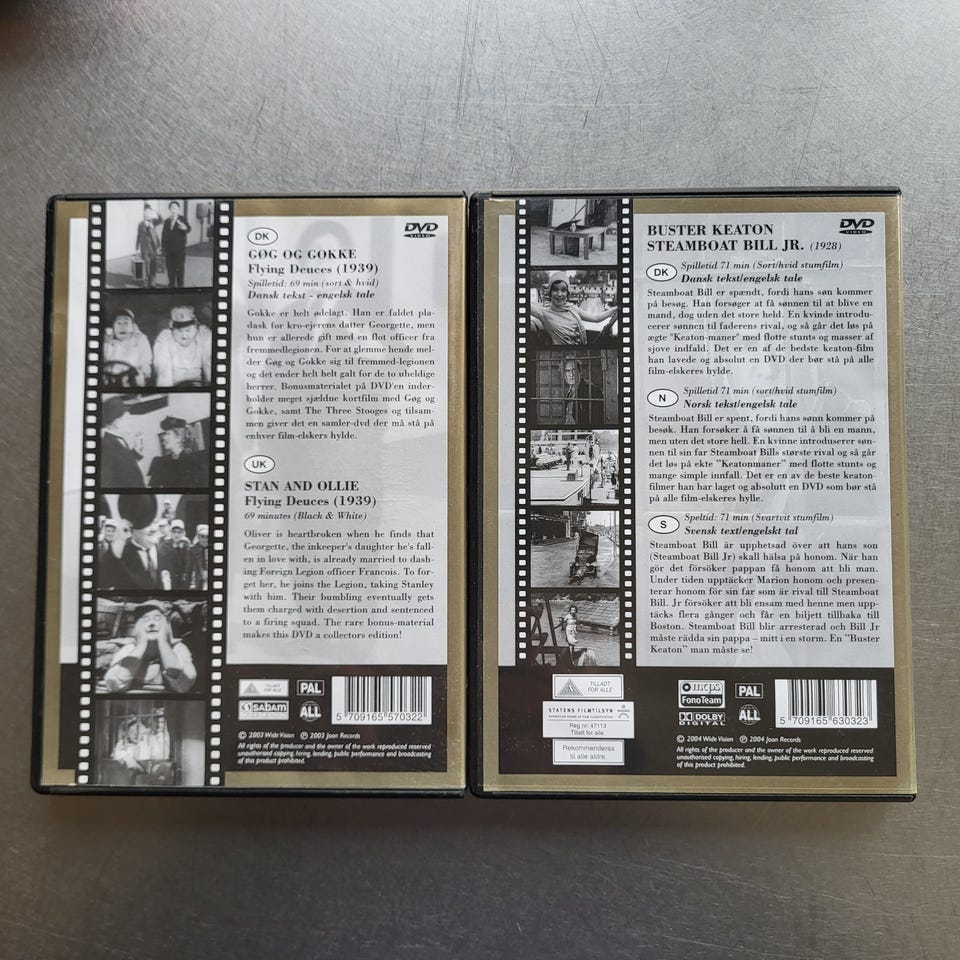 DK
DVD
VIDEO
GØG OG GOKKE
Flying Deuces (1939)
Spilletid: 69 min (sort & hvid)
Dansk tekst - engelsk tale
Gokke er helt ødelagt. Han er faldet pla-
dask for kro-ejerens datter Georgette, men
hun er allerede gift med en flot officer fra
fremmedlegionen. For at glemme hende mel-
der Gøg og Gokke sig til fremmed-legionen
og det ender helt helt galt for de to uheldige
herrer. Bonusmaterialet på DVD'en inder-
holder meget sjældne kortfilm med Gøg og
Gokke, samt The Three Stooges og tilsam-
men giver det en samler-dvd der må stå på
enhver film-elskers hylde.
UK
STAN AND OLLIE
Flying Deuces (1939)
69 minutes (Black & White)
Oliver is heartbroken when he finds that
Georgette, the inkeeper's daughter he's fall-
en in love with, is already married to dash-
ing Foreign Legion officer Francois. To for-
get her, he joins the Legion, taking Stanley
with him. Their bumbling eventually gets
them charged with desertion and sentenced
to a firing squad. The rare bonus-material
makes this DVD a collectors edition!
TILLADT
FOR ALLE
PAL
sabam
ALL
5 709165 570322
© 2003 Wide Vision ℗ 2003 Joan Records
All rights of the producer and the owner of the work reproduced reserved
unauthorised copying, hiring, lending, public performance and broadcasting
of this product prohibited.
BUSTER KEATON
STEAMBOAT BILL JR. (1928)
DVD
VIDEO
DK
Spilletid 71 min (Sort/hvid stumfilm)
Dansk tekst/engelsk tale
Steamboat Bill er spændt, fordi hans søn kommer
på besøg. Han forsøger at få sønnen til at blive en
mand, dog uden det store held. En kvinde introdu-
cerer sønnen til faderens rival, og så går det løs på
ægte "Keaton-maner" med flotte stunts og masser af
sjove indfald. Det er en af de bedste keaton-film
han lavede og absolut en DVD der bør stå på alle
film-elskeres hylde.
N
Spilletid 71 min (sort/hvid stumfilm)
Norsk tekst/engelsk tale
Steamboat Bill er spent, fordi hans sønn kommer på
besøk. Han forsøker å få sønnen til å bli en mann,
men uten det store hell. En kvinne introduserer søn-
nen til sin far Steamboat Bills største rival og så går
det løs på ekte "Keatonmaner" med flotte stunts og
mange simple innfall. Det er en av de beste keaton-
filmer han har laget og absolutt en DVD som bør stå
på alle film-elskeres hylle.
S
Speltid: 71 min (Svartvit stumfilm)
Svensk text/engelskt tal
Steamboat Bill är upphetsad över att hans son
(Steamboat Bill Jr) skall hälsa på honom. När han
gör det försöker pappan få honom att bli man.
Under tiden upptäcker Marion honom och presen-
terar honom för sin far som är rival till Steamboat
Bill. Jr försöker att bli ensam med henne men upp-
täcks flera gånger och får en biljett tillbaka till
Boston. Steamboat Bill blir arresterad och Bill Jr
måste rädda sin pappa – mitt i en storm. En "Buster
Keaton" man måste se!
TILLADT
FOR ALLE
STATENS FILMTILSYN
Reg nr: 47113
Tillatt for alle.
Rekommenderas
til alle aldre.
mcps
FonoTeam
DOLBY
DIGITAL
PAL
ALL
5 709165 630323
© 2004 Wide Vision ℗ 2004 Joan Records
All rights of the producer and the owner of the work reproduced reserved
unauthorised copying, hiring, lending, public performance and broadcasting
of this product prohibited.